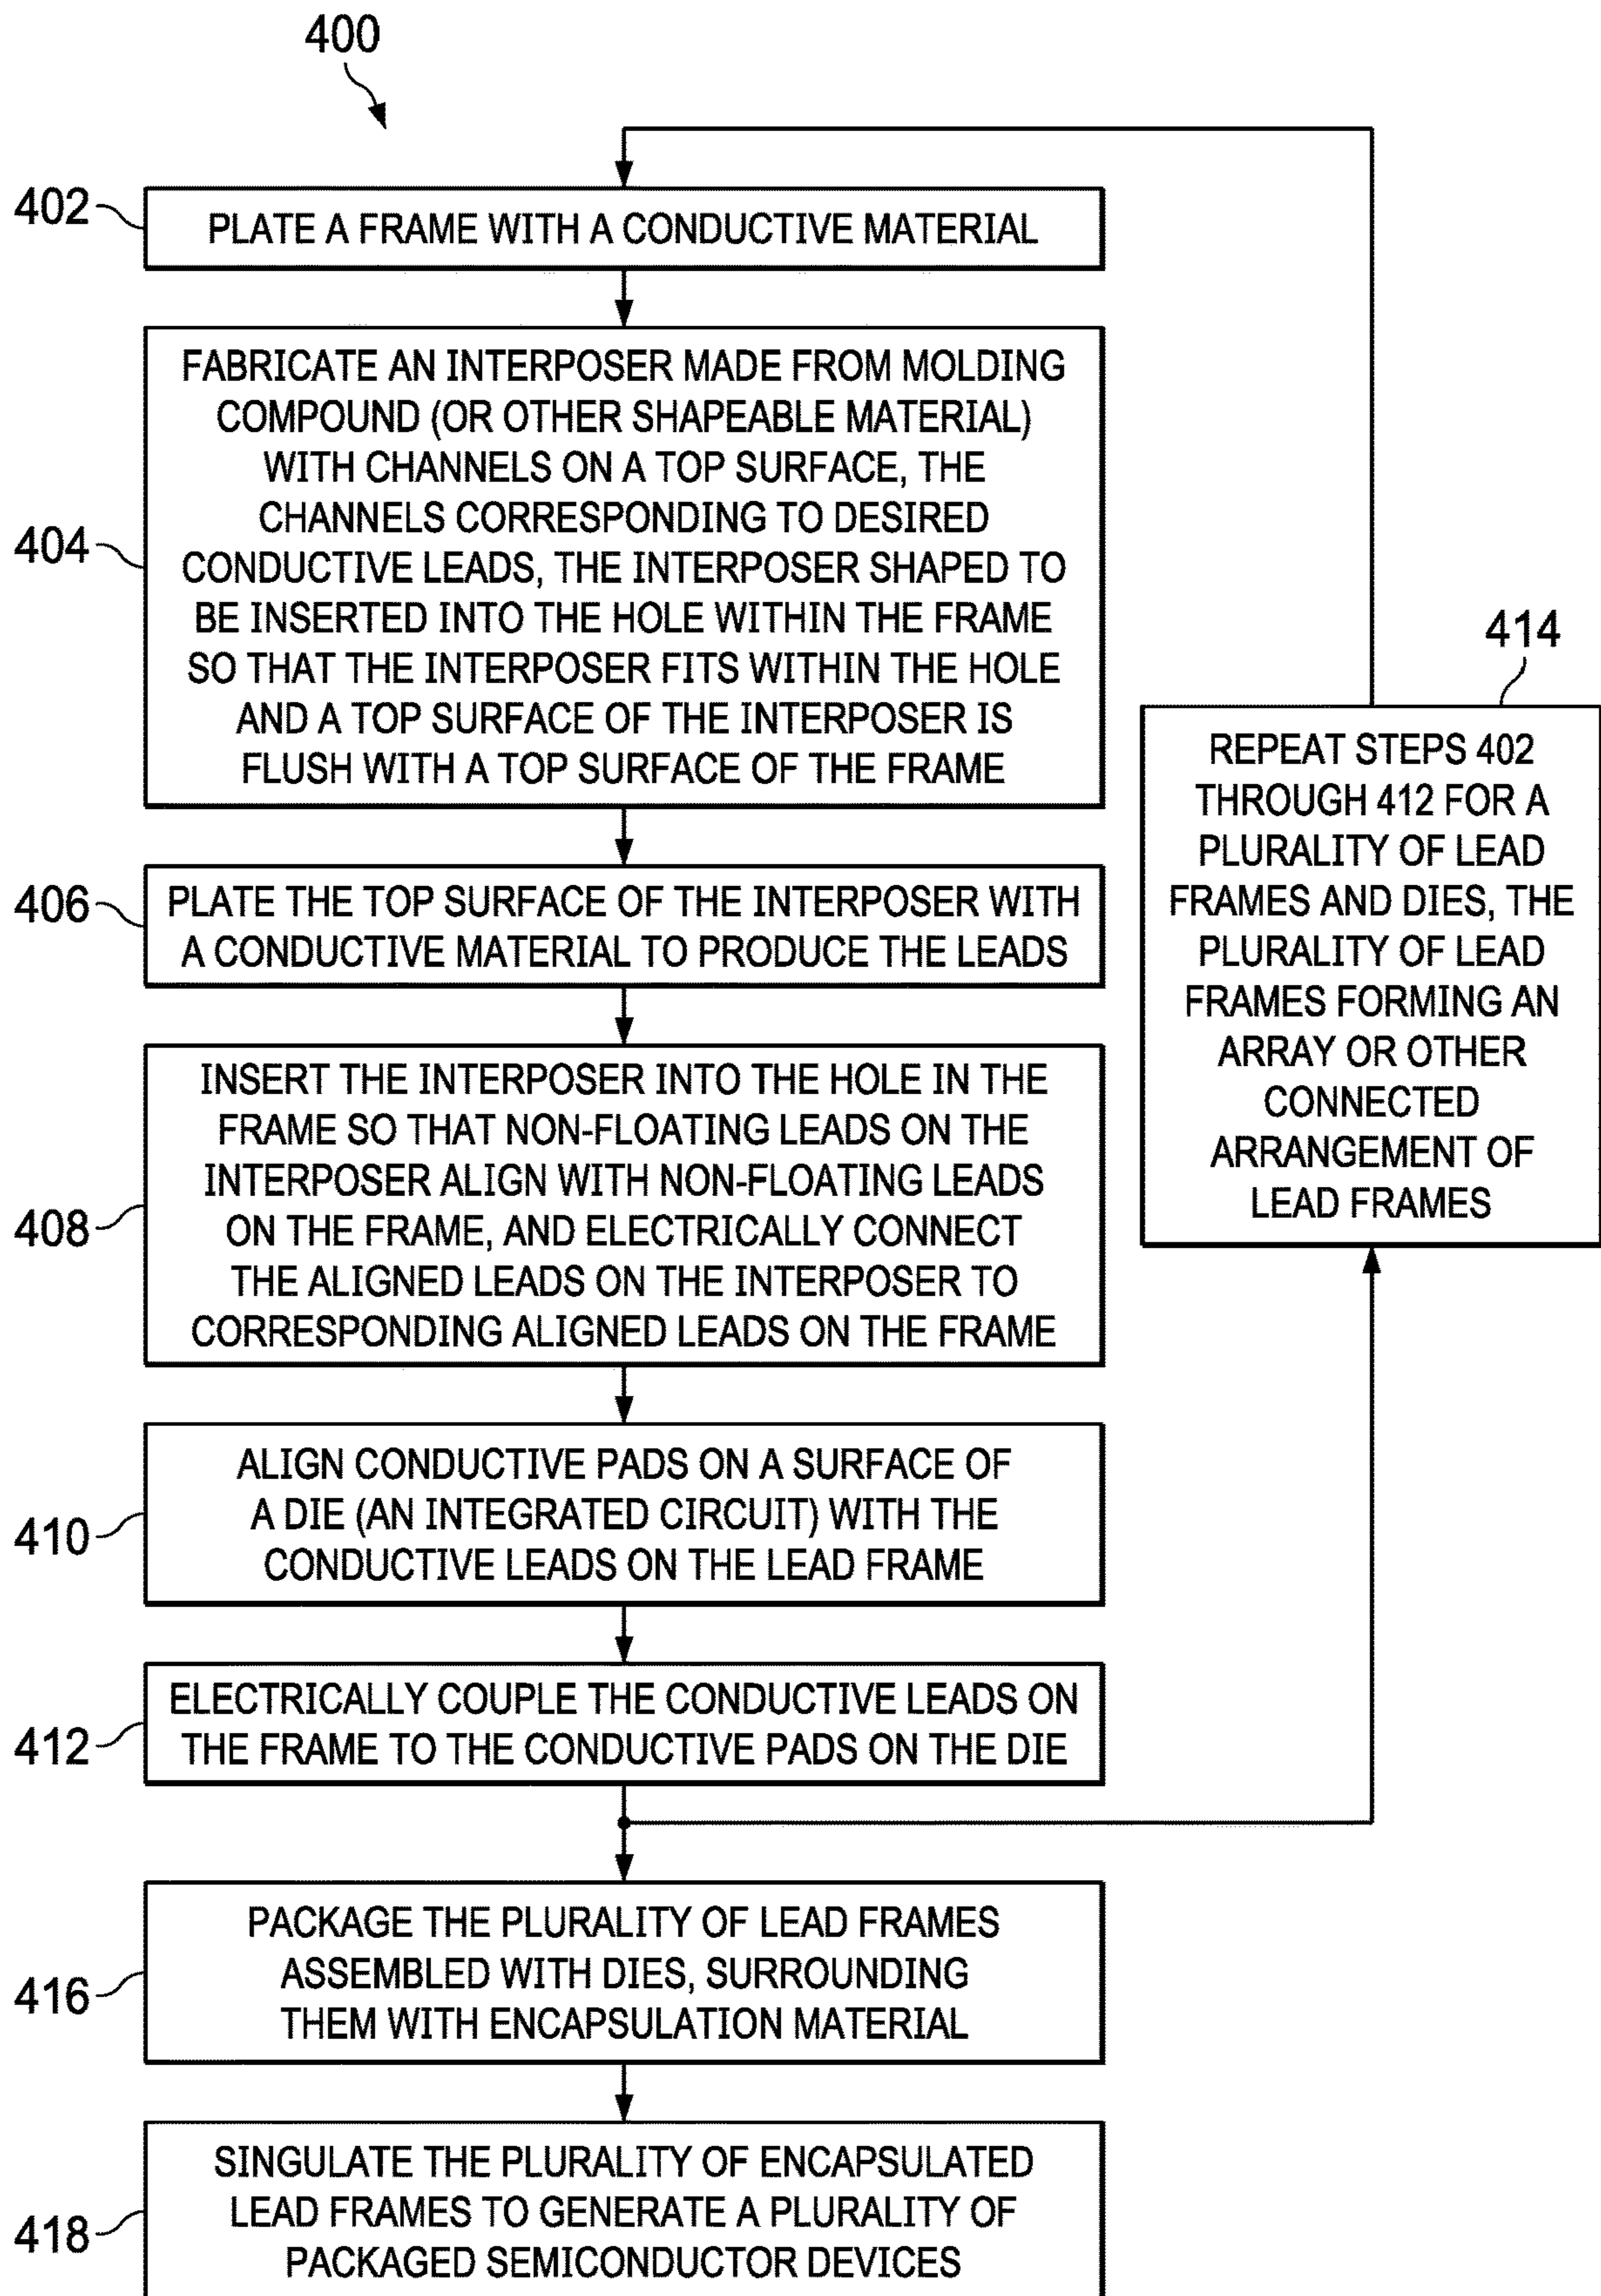 400
402
PLATE A FRAME WITH A CONDUCTIVE MATERIAL
404
FABRICATE AN INTERPOSER MADE FROM MOLDING
COMPOUND (OR OTHER SHAPEABLE MATERIAL)
WITH CHANNELS ON A TOP SURFACE, THE
CHANNELS CORRESPONDING TO DESIRED
CONDUCTIVE LEADS, THE INTERPOSER SHAPED TO
BE INSERTED INTO THE HOLE WITHIN THE FRAME
SO THAT THE INTERPOSER FITS WITHIN THE HOLE
AND A TOP SURFACE OF THE INTERPOSER IS
FLUSH WITH A TOP SURFACE OF THE FRAME
406
PLATE THE TOP SURFACE OF THE INTERPOSER WITH
A CONDUCTIVE MATERIAL TO PRODUCE THE LEADS
408
INSERT THE INTERPOSER INTO THE HOLE IN THE
FRAME SO THAT NON-FLOATING LEADS ON THE
INTERPOSER ALIGN WITH NON-FLOATING LEADS
ON THE FRAME, AND ELECTRICALLY CONNECT
THE ALIGNED LEADS ON THE INTERPOSER TO
CORRESPONDING ALIGNED LEADS ON THE FRAME
410
ALIGN CONDUCTIVE PADS ON A SURFACE OF
A DIE (AN INTEGRATED CIRCUIT) WITH THE
CONDUCTIVE LEADS ON THE LEAD FRAME
412
ELECTRICALLY COUPLE THE CONDUCTIVE LEADS ON
THE FRAME TO THE CONDUCTIVE PADS ON THE DIE
414
REPEAT STEPS 402
THROUGH 412 FOR A
PLURALITY OF LEAD
FRAMES AND DIES, THE
PLURALITY OF LEAD
FRAMES FORMING AN
ARRAY OR OTHER
CONNECTED
ARRANGEMENT OF
LEAD FRAMES
416
PACKAGE THE PLURALITY OF LEAD FRAMES
ASSEMBLED WITH DIES, SURROUNDING
THEM WITH ENCAPSULATION MATERIAL
418
SINGULATE THE PLURALITY OF ENCAPSULATED
LEAD FRAMES TO GENERATE A PLURALITY OF
PACKAGED SEMICONDUCTOR DEVICES